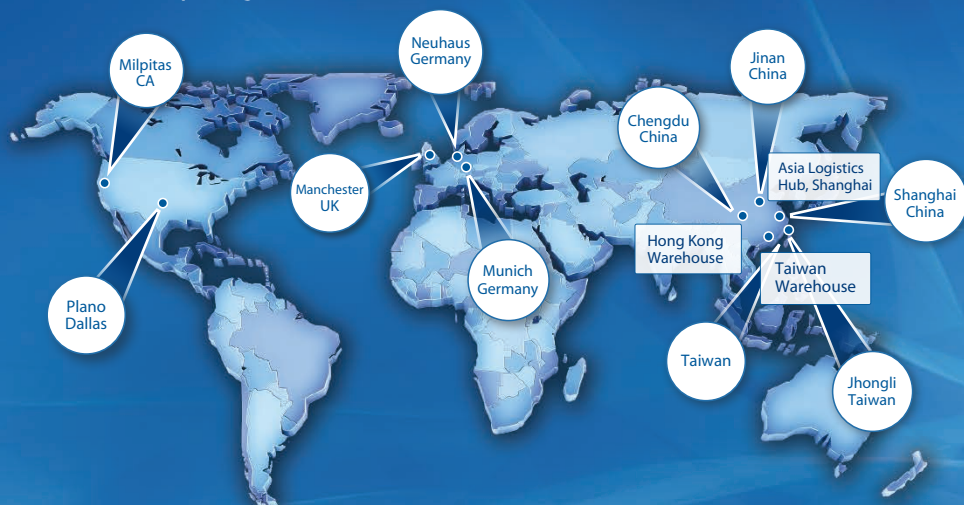 Neuhaus
Germany
Milpitas
CA
Jinan
China
Chengdu
China
Asia Logistics
Hub, Shanghai
Manchester
UK
Shanghai
China
Hong Kong
Warehouse
Munich
Germany
Taiwan
Warehouse
Plano
Dallas
Taiwan
Jhongli
Taiwan